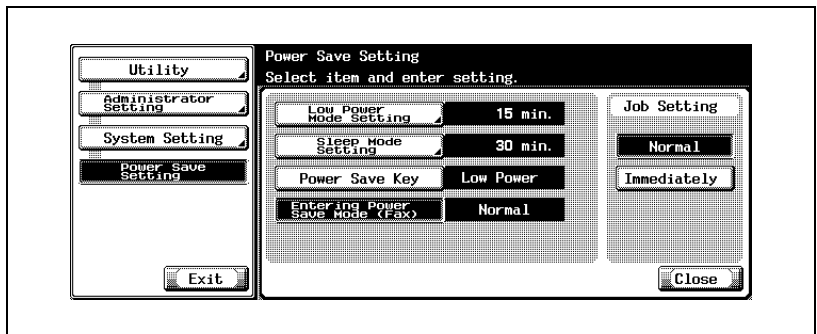 Utility
Administrator
Setting
System Setting
Power Save
Setting
Exit
Power Save Setting
Select item and enter setting.
Low Power
Mode Setting
15 min.
Sleep Mode
Setting
30 min.
Power Save Key
Low Power
Entering Power
Save Mode (Fax)
Normal
Job Setting
Normal
Immediately
Close